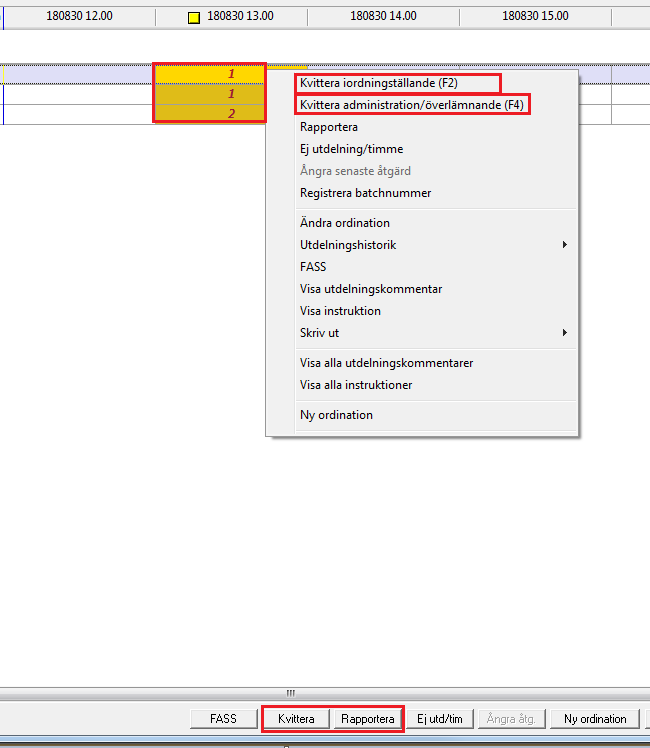 180830 12.00 180830 13.00 180830 14.00 180830 15.00
1
1
2
Kvittera iordningställande (F2)
Kvittera administration/överlämnande (F4)
Rapportera
Ej utdelning/timme
Ångra senaste åtgärd
Registrera batchnummer
Ändra ordination
Utdelningshistorik
FASS
Visa utdelningskommentar
Visa instruktion
Skriv ut
Visa alla utdelningskommentarer
Visa alla instruktioner
Ny ordination
FASS Kvittera Rapportera Ej utd/tim Ångra åtg. Ny ordination